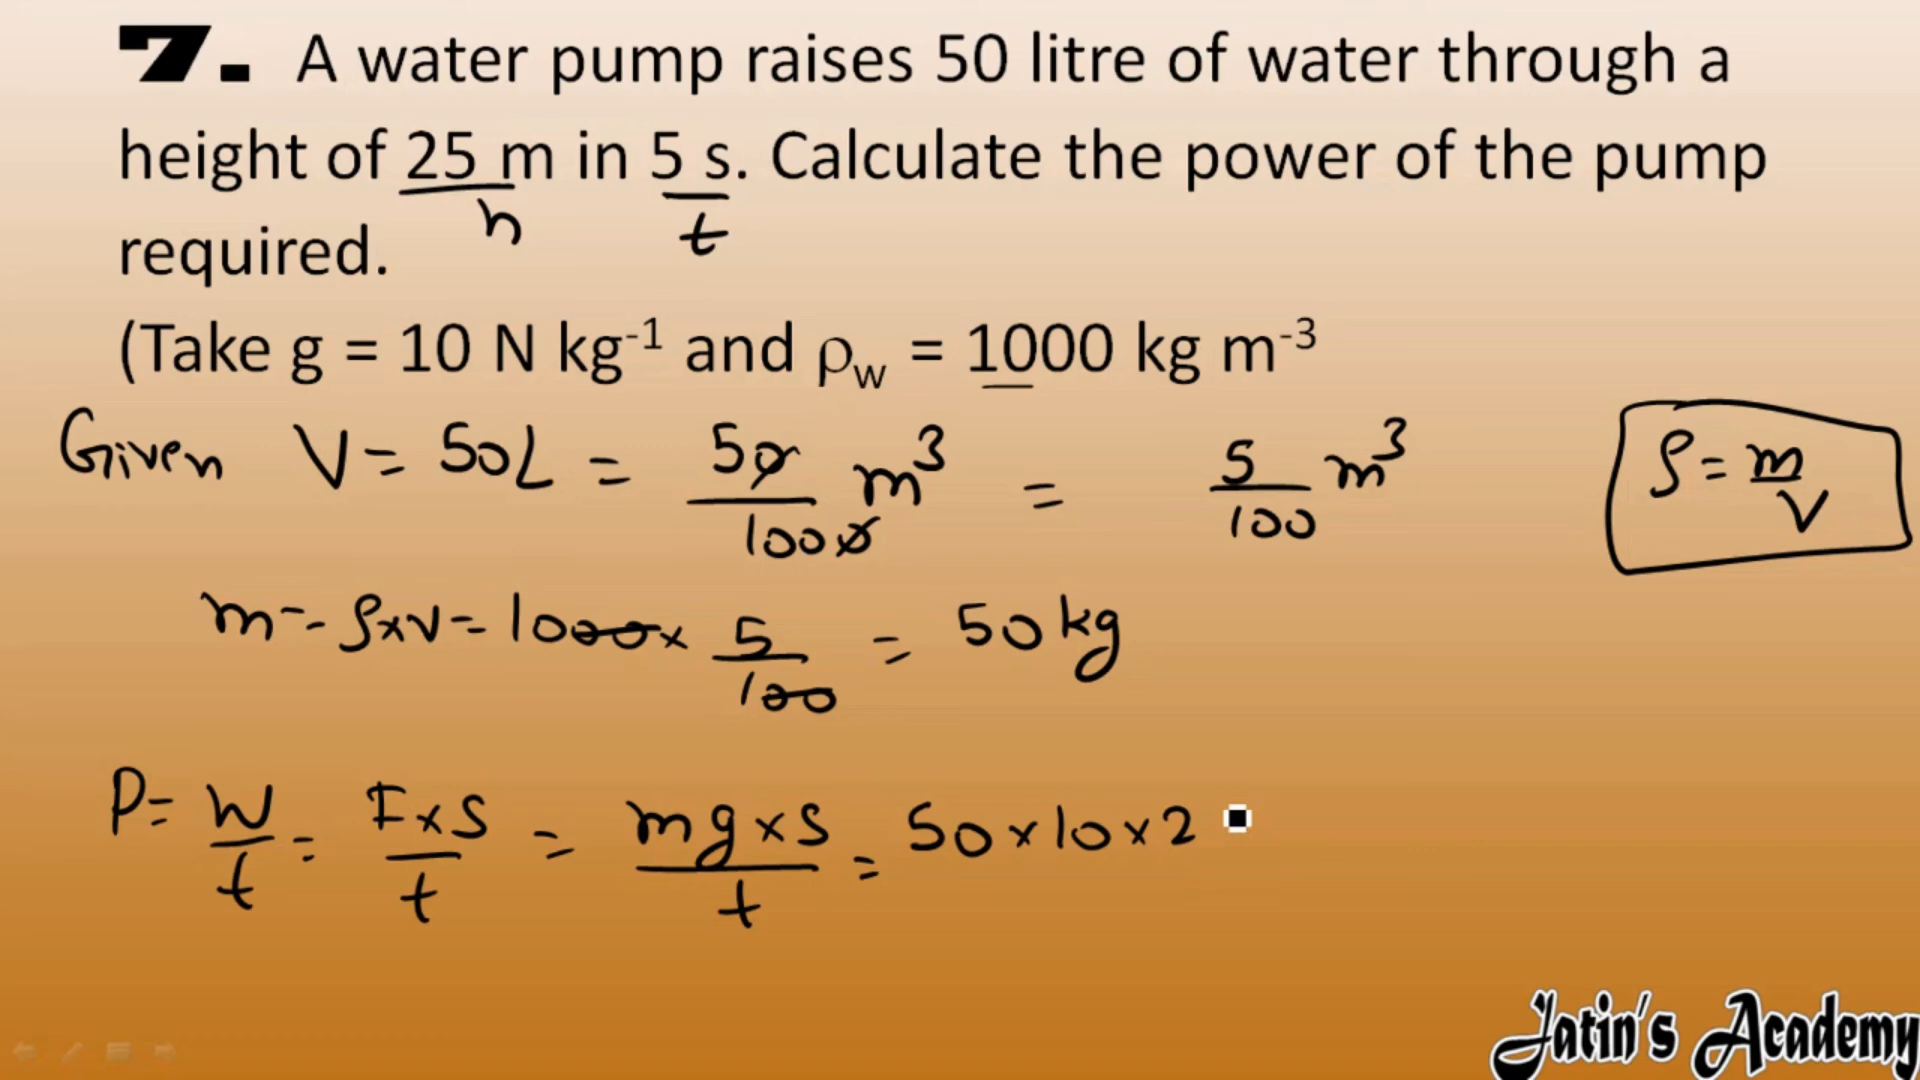 7. A water pump raises 50 litre of water through a
height of 25 m in 5 s. Calculate the power of the pump
h t
required.
(Take g = 10 N kg⁻¹ and ρw = 1000 kg m⁻³
Given V = 50L = 50/1000 m³ = 5/100 m³
ρ = m/V
m = ρ×V = 1000 × 5/100 = 50 kg
P = W/t = F×S/t = mg×S/t = 50×10×2
Jatin's Academy